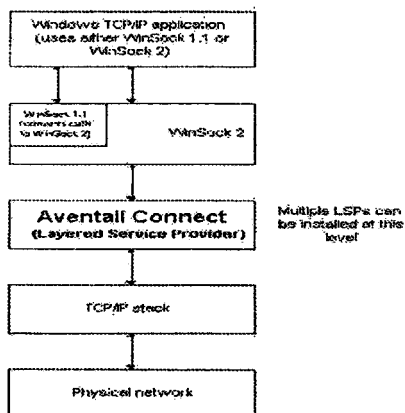 Windows TCP/IP application
(uses either WinSock 1.1 or
WinSock 2)
WinSock 1.1
to WinSock 2)
WinSock 2
Aventail Connect
(Layered Service Provider)
Multiple LSPs can
be installed at this
level
TCP/IP stack
Physical network